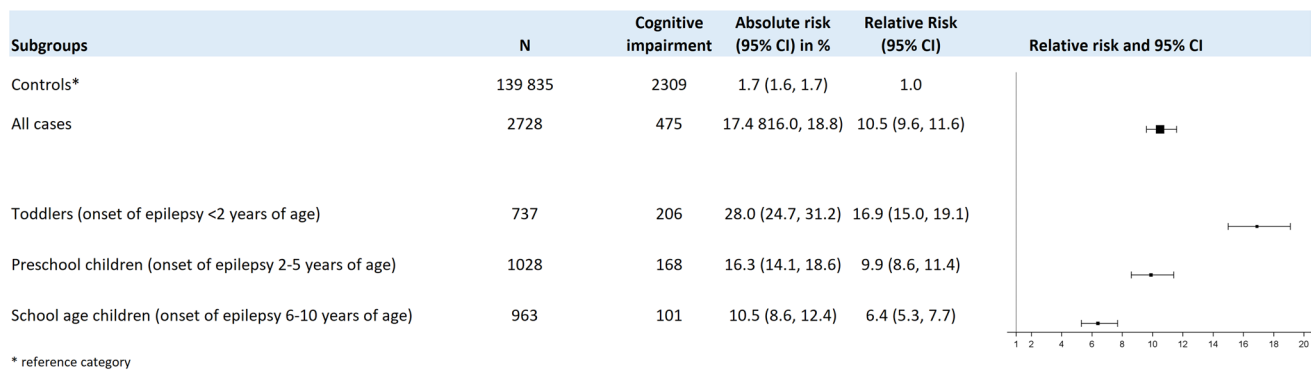 Subgroups N Cognitive impairment Absolute risk (95% CI) in % Relative Risk (95% CI) Relative risk and 95% CI
Controls* 139 835 2309 1.7 (1.6, 1.7) 1.0
All cases 2728 475 17.4 816.0, 18.8) 10.5 (9.6, 11.6)
Toddlers (onset of epilepsy <2 years of age) 737 206 28.0 (24.7, 31.2) 16.9 (15.0, 19.1)
Preschool children (onset of epilepsy 2-5 years of age) 1028 168 16.3 (14.1, 18.6) 9.9 (8.6, 11.4)
School age children (onset of epilepsy 6-10 years of age) 963 101 10.5 (8.6, 12.4) 6.4 (5.3, 7.7)
1 2 4 6 8 10 12 14 16 18 20
* reference category